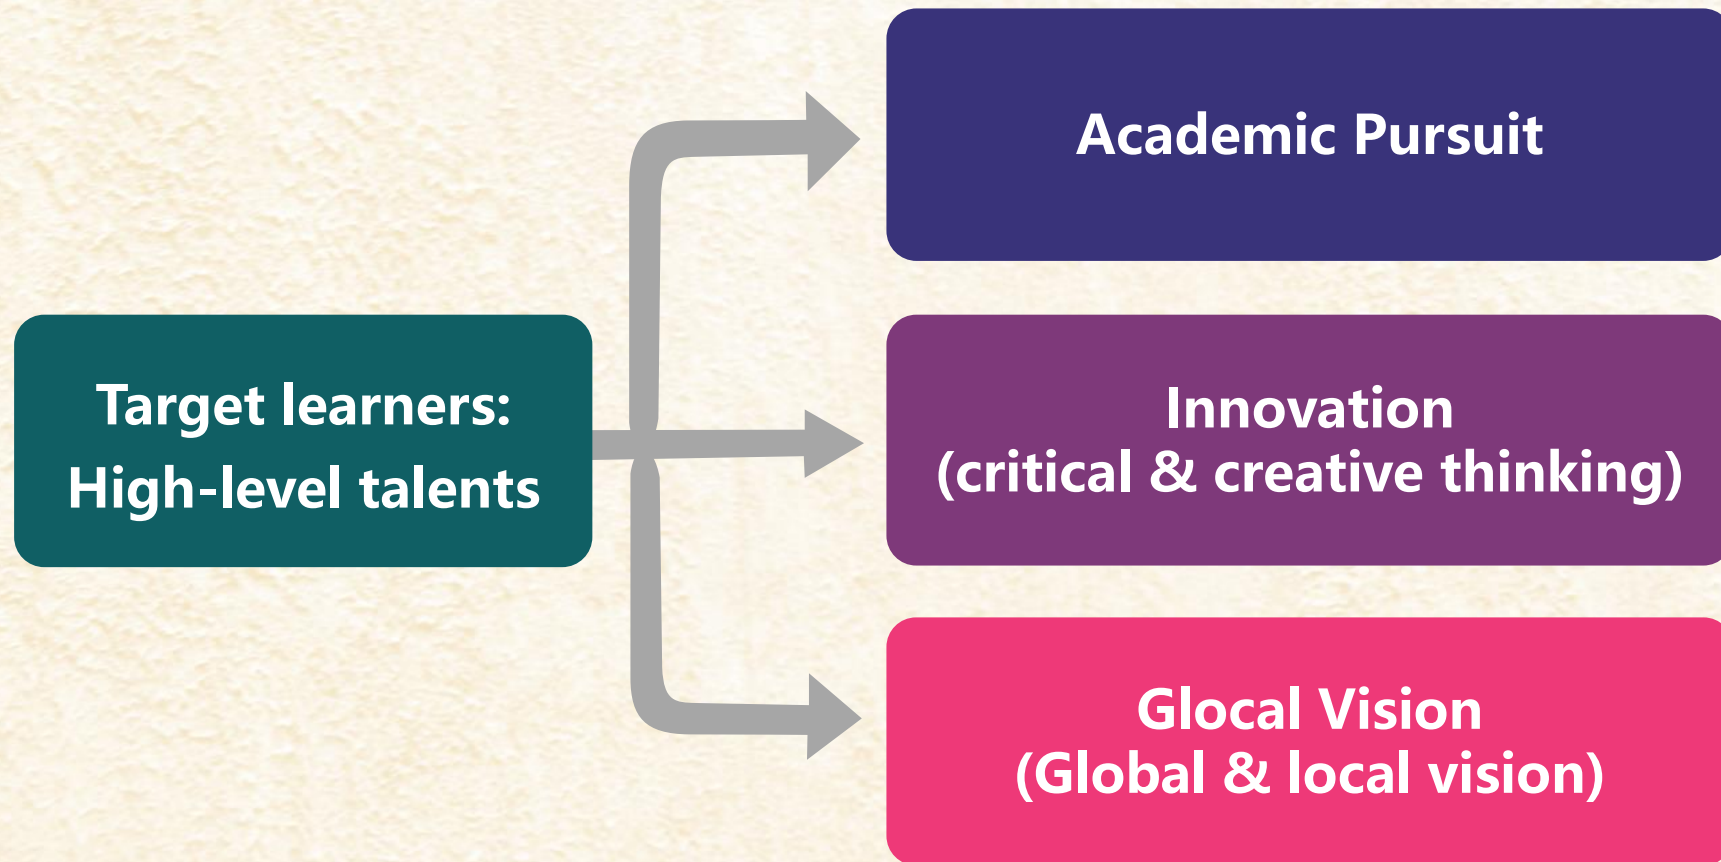 Academic Pursuit
Target learners:
High-level talents
Innovation
(critical & creative thinking)
Glocal Vision
(Global & local vision)